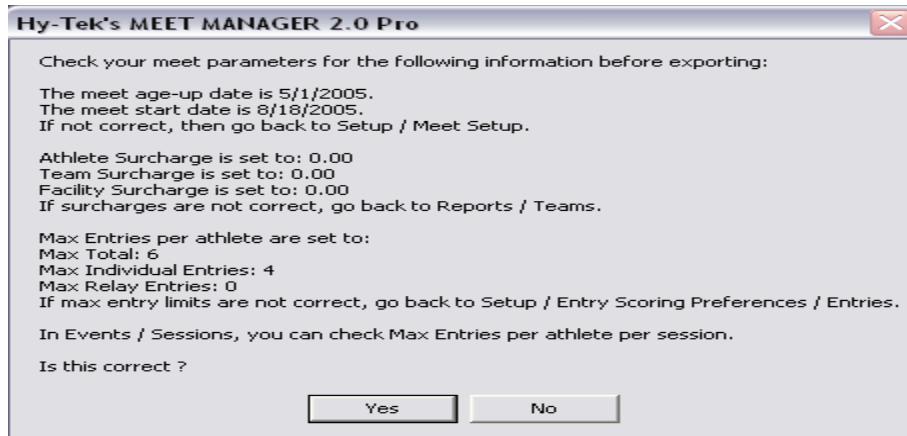 Hy-Tek's MEET MANAGER 2.0 Pro
Check your meet parameters for the following information before exporting:
The meet age-up date is 5/1/2005.
The meet start date is 8/18/2005.
If not correct, then go back to Setup / Meet Setup.
Athlete Surcharge is set to: 0.00
Team Surcharge is set to: 0.00
Facility Surcharge is set to: 0.00
If surcharges are not correct, go back to Reports / Teams.
Max Entries per athlete are set to:
Max Total: 6
Max Individual Entries: 4
Max Relay Entries: 0
If max entry limits are not correct, go back to Setup / Entry Scoring Preferences / Entries.
In Events / Sessions, you can check Max Entries per athlete per session.
Is this correct ?
Yes No